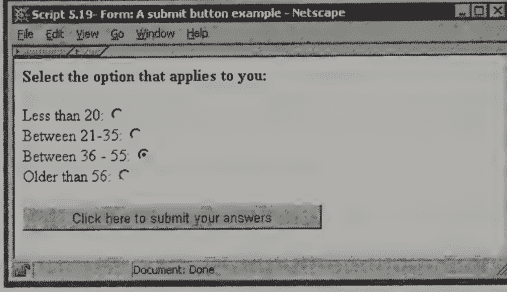 Script 5.19- Form: A submit button example - Netscape
File Edit View Go Window Help
Select the option that applies to you:
Less than 20:
Between 21-35:
Between 36 - 55:
Older than 56:
Click here to submit your answers
Document: Done